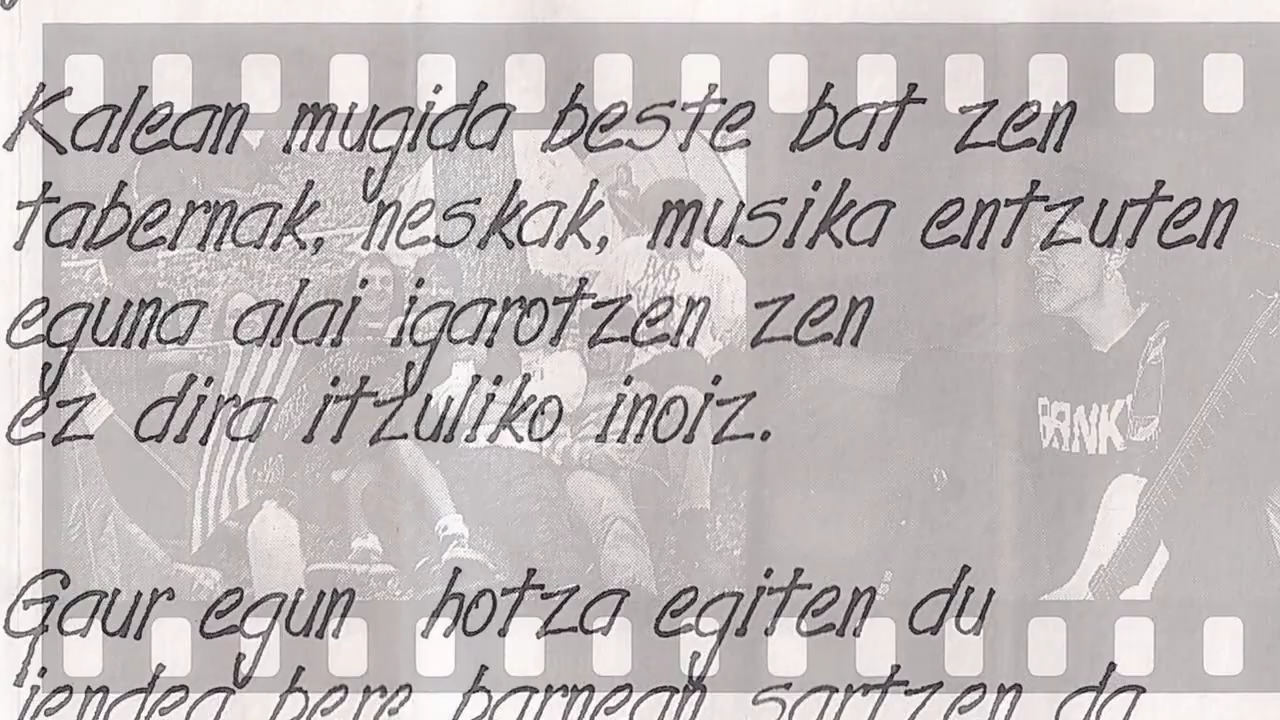 Kalean mugida beste bat zen
tabernak, neskak, musika entzuten
eguna alai igarotzen zen
ez dira itzuliko inoiz.
Gaur egun hotza egiten du
jendea bere barnean sartzen da